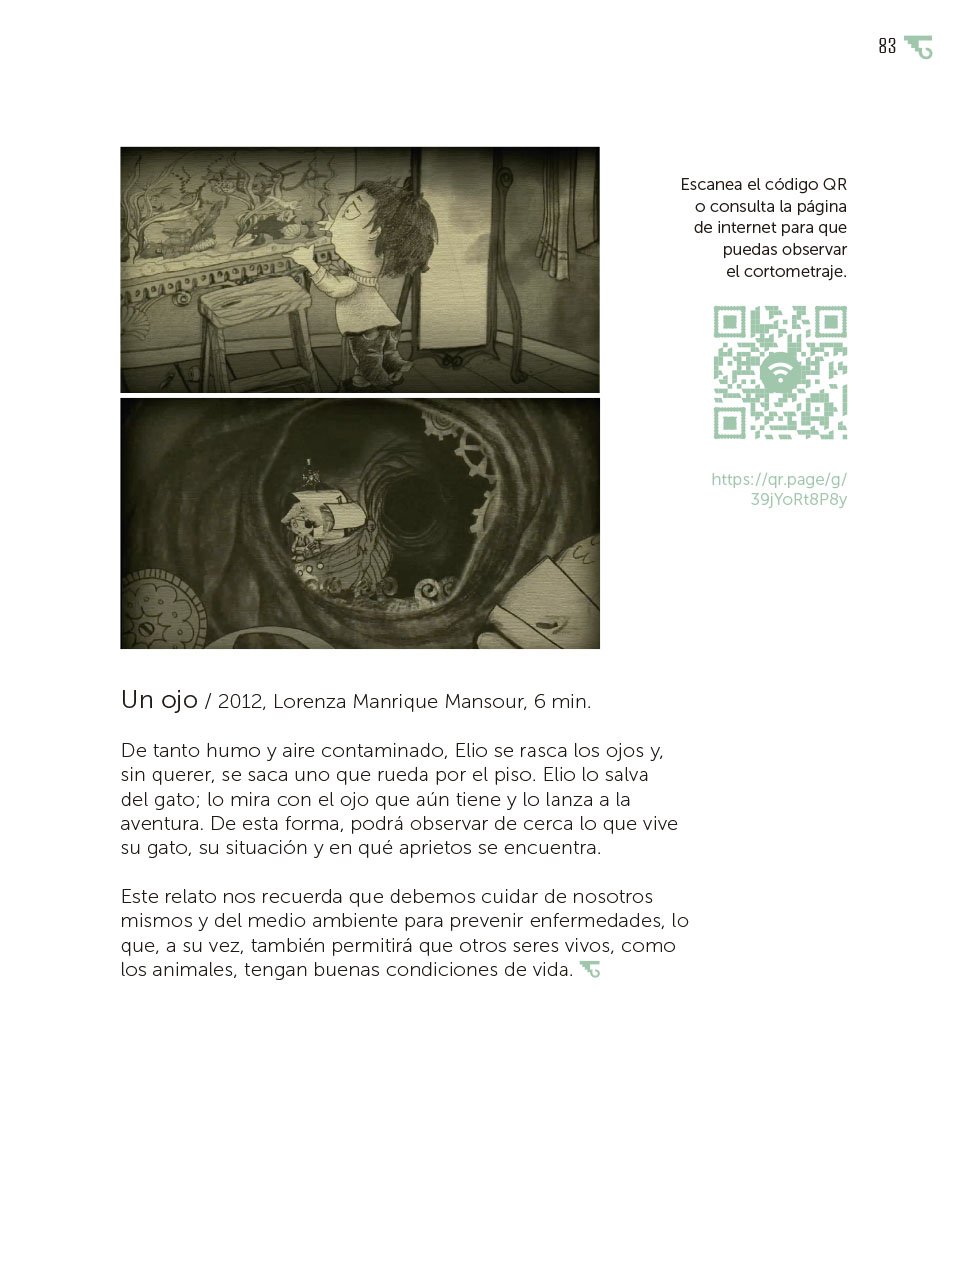 83
Escanea el código QR
o consulta la página
de internet para que
puedas observar
el cortometraje.
https://qr.page/g/
39jYoRt8P8y
Un ojo / 2012, Lorenza Manrique Mansour, 6 min.
De tanto humo y aire contaminado, Elio se rasca los ojos y,
sin querer, se saca uno que rueda por el piso. Elio lo salva
del gato; lo mira con el ojo que aún tiene y lo lanza a la
aventura. De esta forma, podrá observar de cerca lo que vive
su gato, su situación y en qué aprietos se encuentra.
Este relato nos recuerda que debemos cuidar de nosotros
mismos y del medio ambiente para prevenir enfermedades, lo
que, a su vez, también permitirá que otros seres vivos, como
los animales, tengan buenas condiciones de vida.